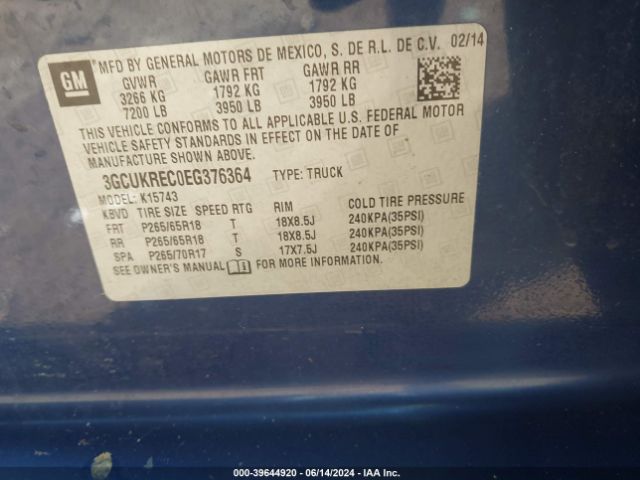 GM
MFD BY GENERAL MOTORS DE MEXICO, S. DE R.L. DE C.V. 02/14
GVWR GAWR FRT GAWR RR
3266 KG 1792 KG 1792 KG
7200 LB 3950 LB 3950 LB
THIS VEHICLE CONFORMS TO ALL APPLICABLE U.S. FEDERAL MOTOR
VEHICLE SAFETY STANDARDS IN EFFECT ON THE DATE OF
MANUFACTURE SHOWN ABOVE.
3GCUKREC0EG376364 TYPE: TRUCK
MODEL: K15743
KBVD TIRE SIZE SPEED RTG RIM COLD TIRE PRESSURE
FRT P265/65R18 T 18X8.5J 240KPA(35PSI)
RR P265/65R18 T 18X8.5J 240KPA(35PSI)
SPA P265/70R17 S 17X7.5J 240KPA(35PSI)
SEE OWNER'S MANUAL FOR MORE INFORMATION.
000-39644920 - 06/14/2024 - IAA, Inc.